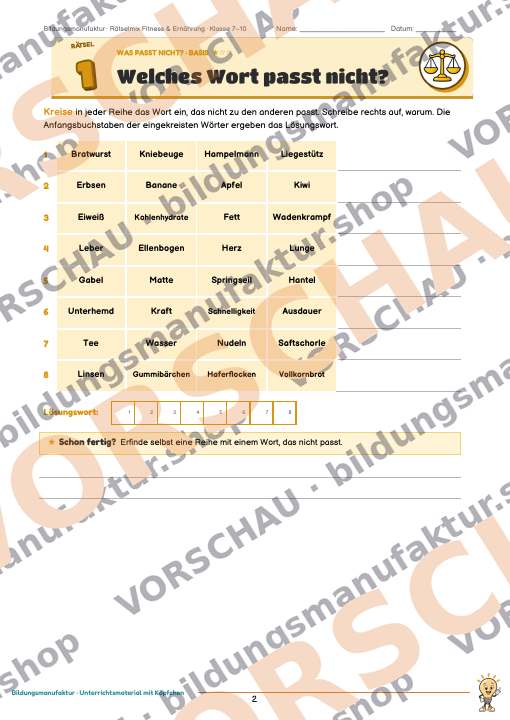 Bildungsmanufaktur · Rätselmix Fitness & Ernährung · Klasse 7–10 Name: Datum:
RÄTSEL
1
WAS PASST NICHT? · BASIS ★☆☆
Welches Wort passt nicht?
Kreise in jeder Reihe das Wort ein, das nicht zu den anderen passt. Schreibe rechts auf, warum. Die
Anfangsbuchstaben der eingekreisten Wörter ergeben das Lösungswort.
1 Bratwurst Kniebeuge Hampelmann Liegestütz
2 Erbsen Banane Apfel Kiwi
3 Eiweiß Kohlenhydrate Fett Wadenkrampf
4 Leber Ellenbogen Herz Lunge
5 Gabel Matte Springseil Hantel
6 Unterhemd Kraft Schnelligkeit Ausdauer
7 Tee Wasser Nudeln Saftschorle
8 Linsen Gummibärchen Haferflocken Vollkornbrot
Lösungswort: 1 2 3 4 5 6 7 8
★ Schon fertig? Erfinde selbst eine Reihe mit einem Wort, das nicht passt.
Bildungsmanufaktur · Unterrichtsmaterial mit Köpfchen
2
VORSCHAU · bildungsmanufaktur.shop
VORSCHAU